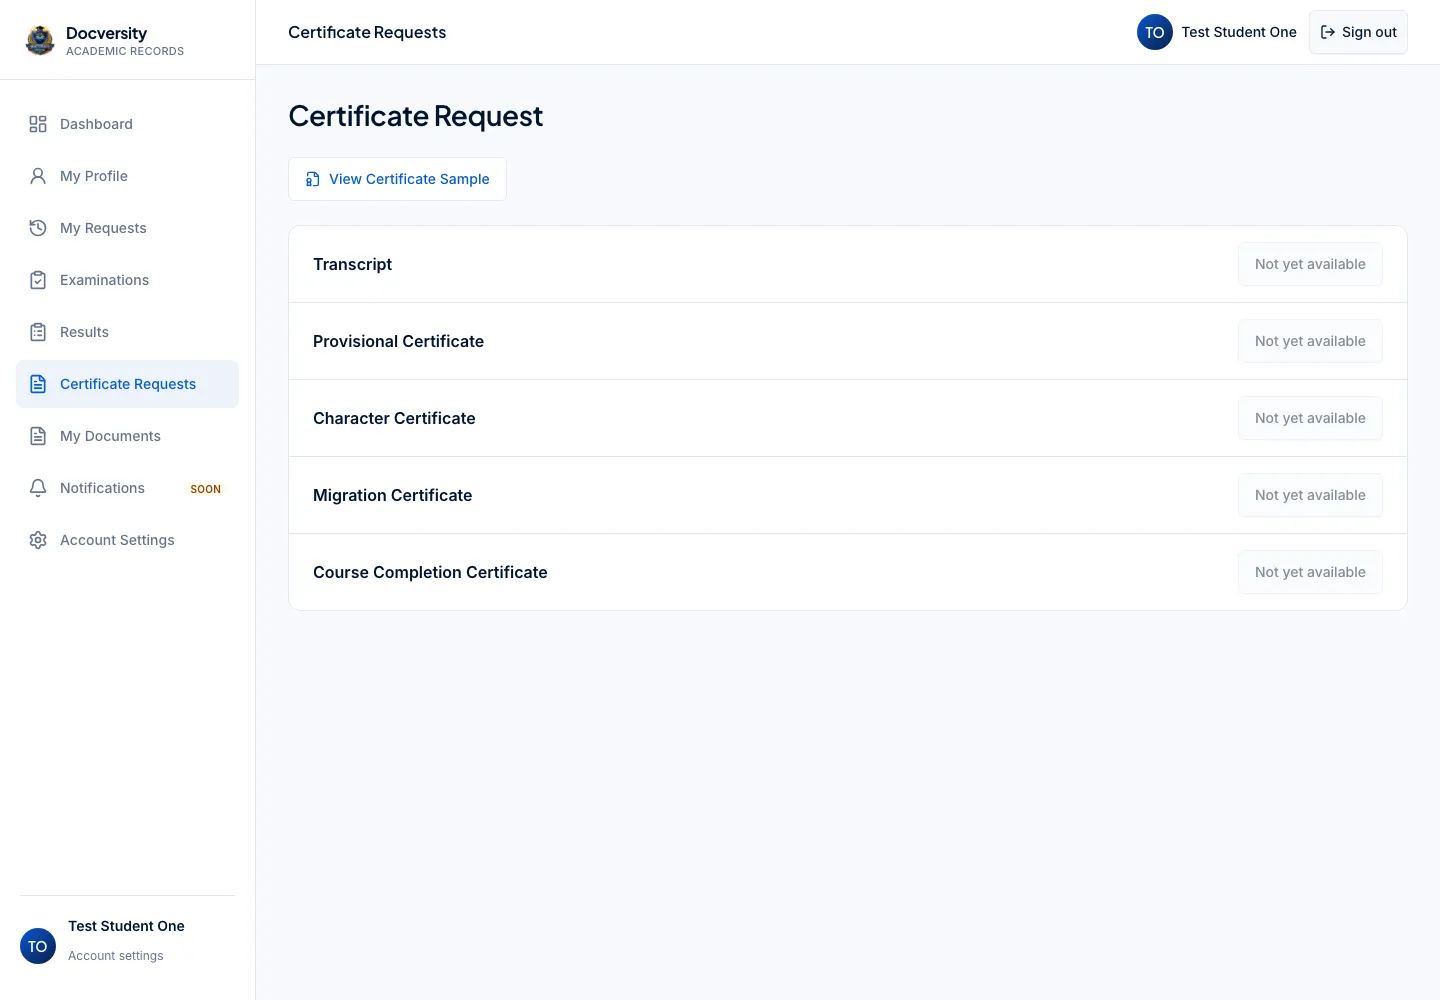 Docversity
ACADEMIC RECORDS
Dashboard
My Profile
My Requests
Examinations
Results
Certificate Requests
My Documents
Notifications SOON
Account Settings
Test Student One
TO
Account settings
Certificate Requests
TO Test Student One Sign out
Certificate Request
View Certificate Sample
Transcript Not yet available
Provisional Certificate Not yet available
Character Certificate Not yet available
Migration Certificate Not yet available
Course Completion Certificate Not yet available